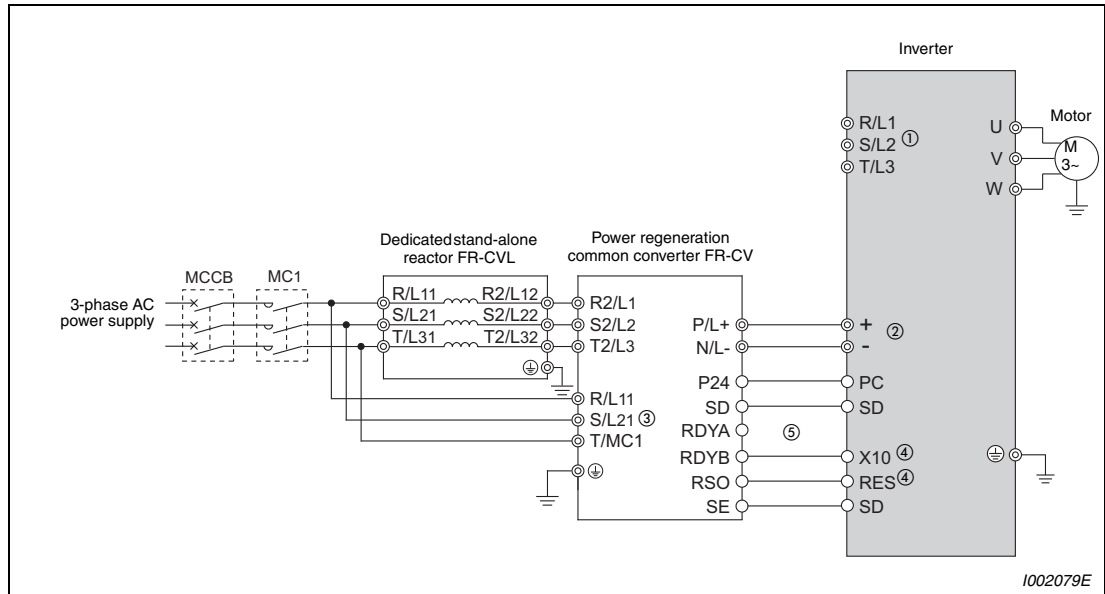 Inverter
R/L1
S/L2 ①
T/L3
U
V
W
Motor
M
3~
Dedicated stand-alone
reactor FR-CVL
Power regeneration
common converter FR-CV
MCCB
MC1
3-phase AC
power supply
R/L11
R2/L12
S/L21
S2/L22
T/L31
T2/L32
R2/L1
S2/L2
T2/L3
R/L11
S/L21 ③
T/MC1
P/L+
N/L-
P24
SD
RDYA
RDYB
RSO
SE
⑤
+
-
②
PC
SD
X10 ④
RES ④
SD
I002079E